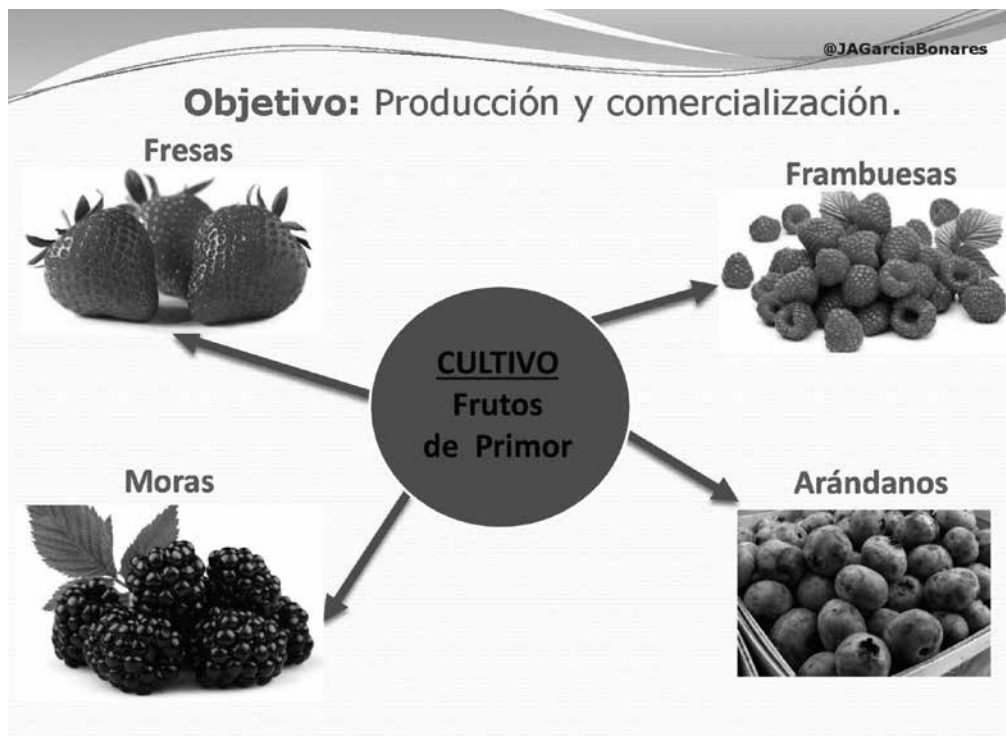 @JAGarciaBonares
Objetivo: Producción y comercialización.
Fresas
Frambuesas
CULTIVO
Frutos
de Primor
Moras
Arándanos